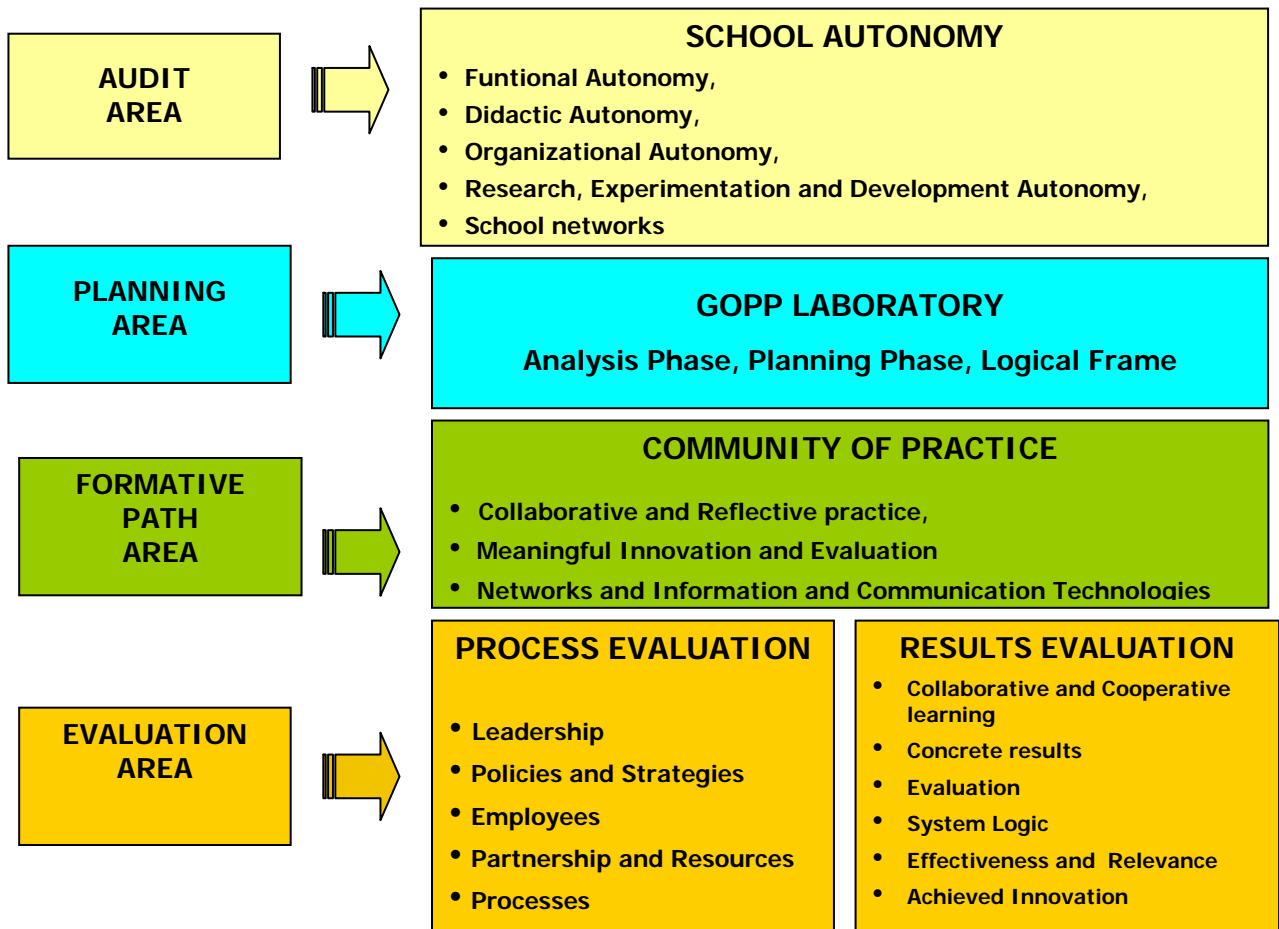 AUDIT
AREA
SCHOOL AUTONOMY
• Funtional Autonomy,
• Didactic Autonomy,
• Organizational Autonomy,
• Research, Experimentation and Development Autonomy,
• School networks
PLANNING
AREA
GOPP LABORATORY
Analysis Phase, Planning Phase, Logical Frame
FORMATIVE
PATH
AREA
COMMUNITY OF PRACTICE
• Collaborative and Reflective practice,
• Meaningful Innovation and Evaluation
• Networks and Information and Communication Technologies
EVALUATION
AREA
PROCESS EVALUATION
• Leadership
• Policies and Strategies
• Employees
• Partnership and Resources
• Processes
RESULTS EVALUATION
• Collaborative and Cooperative
learning
• Concrete results
• Evaluation
• System Logic
• Effectiveness and Relevance
• Achieved Innovation